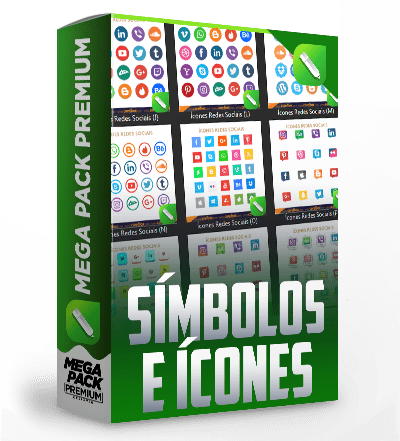 Ícones Redes Sociais (J)
Ícones Redes Sociais (L)
Ícones Redes Sociais (M)
ÍCONES REDES SOCIAIS
ÍCONES REDES SOCIAIS
ÍCONES REDES SOCIAIS
Ícones Redes Sociais (N)
Ícones Redes Sociais (O)
Ícones Redes Sociais (P
SÍMBOLOS
E ÍCONES
MEGA PACK PREMIUM
MEGA
PACK
PREMIUM